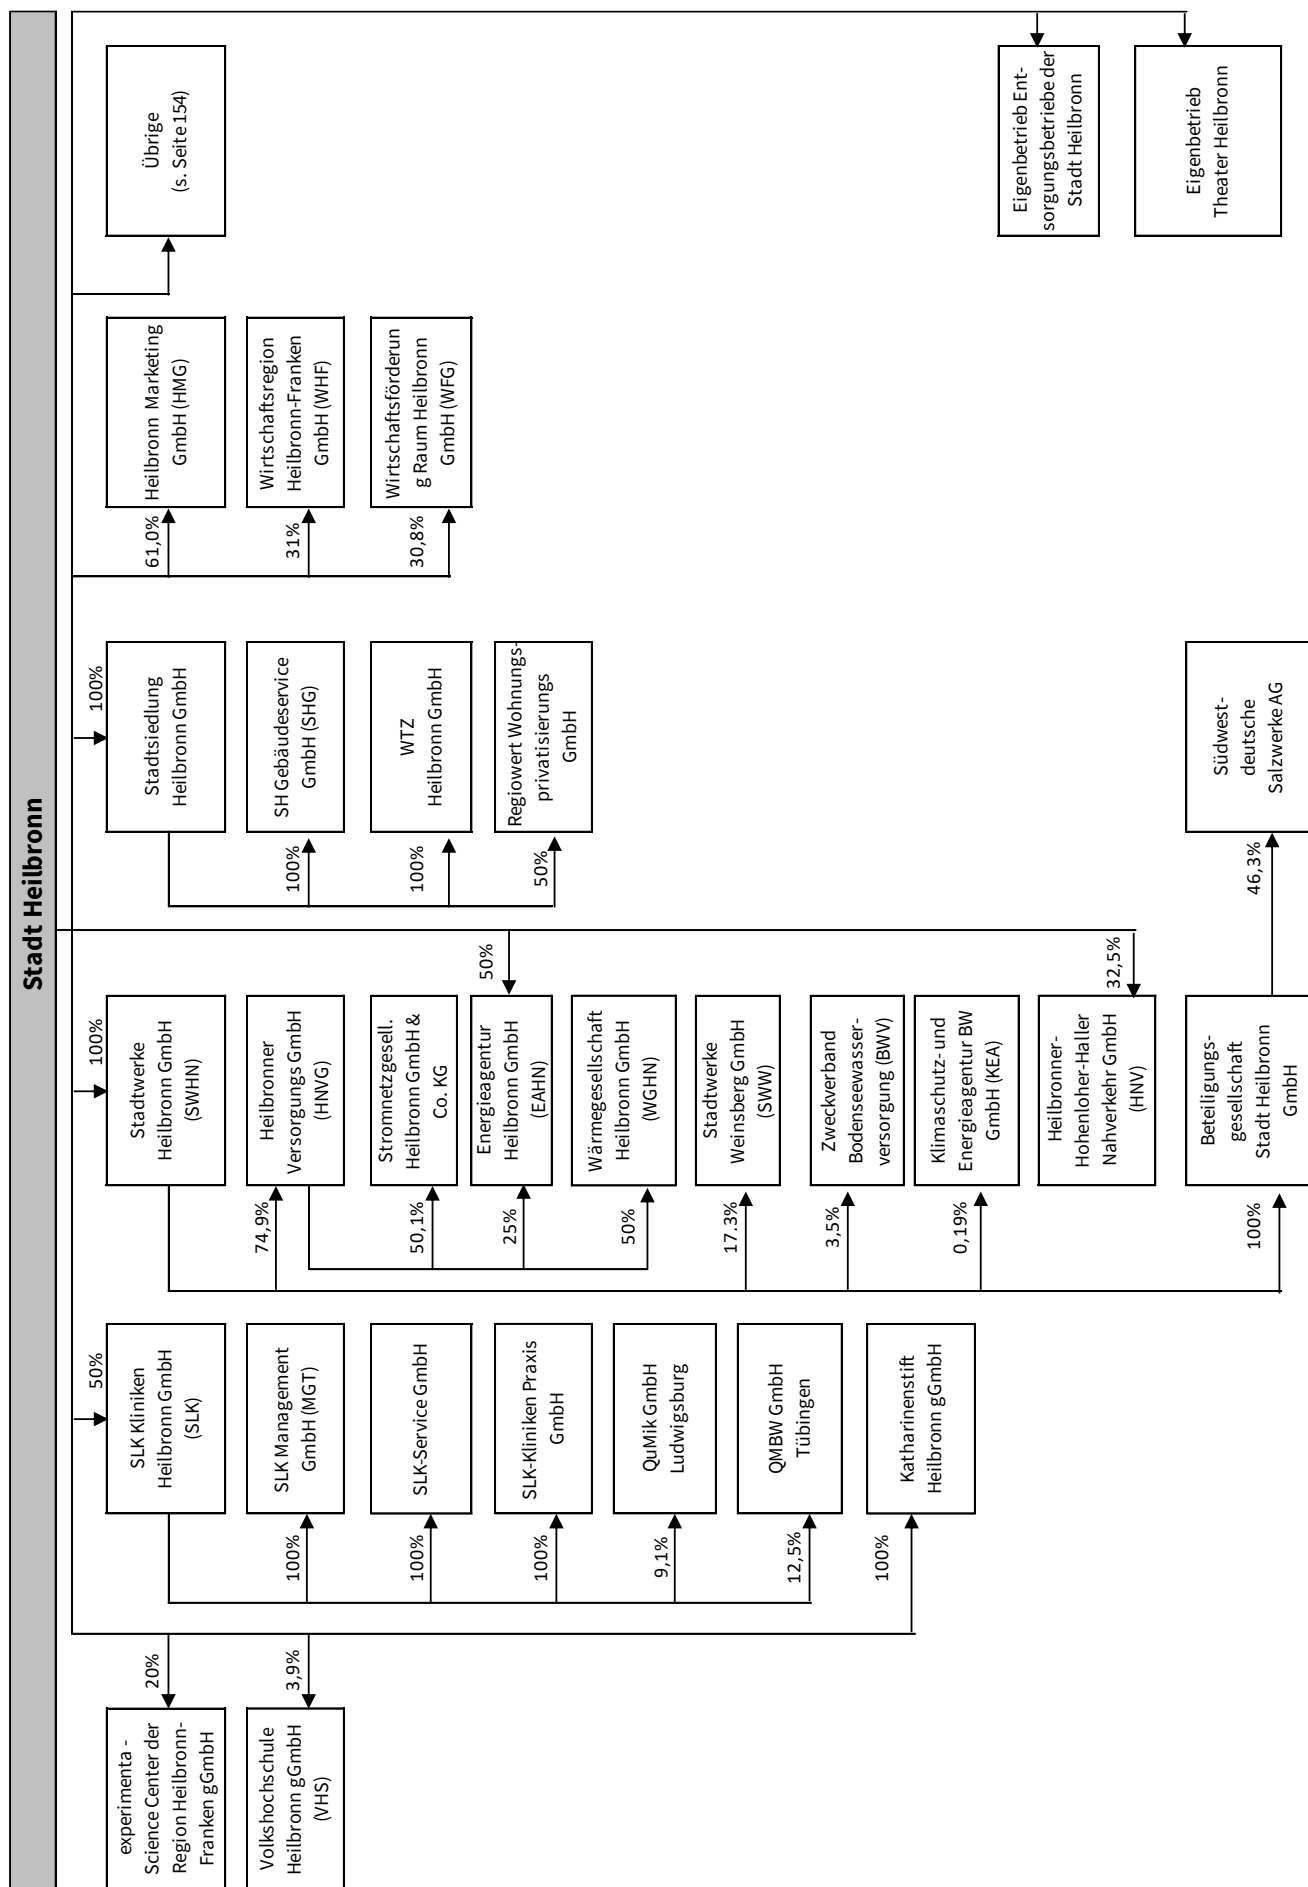 Stadt Heilbronn
20%
experimenta -
Science Center der
Region Heilbronn-
Franken gGmbH
3,9%
Volkshochschule
Heilbronn gGmbH
(VHS)
50%
SLK Kliniken
Heilbronn GmbH
(SLK)
100%
SLK Management
GmbH (MGT)
100%
SLK-Service GmbH
100%
SLK-Kliniken Praxis
GmbH
9,1%
QuMik GmbH
Ludwigsburg
12,5%
QMBW GmbH
Tübingen
100%
Katharinenstift
Heilbronn gGmbH
100%
Stadtwerke
Heilbronn GmbH
(SWHN)
74,9%
Heilbronner
Versorgungs GmbH
(HNVG)
50,1%
Stromnetzgesell.
Heilbronn GmbH &
Co. KG
25%
Energieagentur
Heilbronn GmbH
(EAHN)
50%
50%
Wärmegesellschaft
Heilbronn GmbH
(WGHN)
17.3%
Stadtwerke
Weinsberg GmbH
(SWW)
3,5%
Zweckverband
Bodenseewasser-
versorgung (BWV)
0,19%
Klimaschutz- und
Energieagentur BW
GmbH (KEA)
Heilbronner-
Hohenloher-Haller
Nahverkehr GmbH
(HNV)
32,5%
100%
Beteiligungs-
gesellschaft
Stadt Heilbronn
GmbH
46,3%
Südwest-
deutsche
Salzwerke AG
100%
Stadtsiedlung
Heilbronn GmbH
100%
SH Gebäudeservice
GmbH (SHG)
100%
WTZ
Heilbronn GmbH
50%
Regiowert Wohnungs-
privatisierungs
GmbH
61,0%
Heilbronn Marketing
GmbH (HMG)
31%
Wirtschaftsregion
Heilbronn-Franken
GmbH (WHF)
30,8%
Wirtschaftsförderun
g Raum Heilbronn
GmbH (WFG)
Übrige
(s. Seite 154)
Eigenbetrieb Ent-
sorgungsbetriebe der
Stadt Heilbronn
Eigenbetrieb
Theater Heilbronn